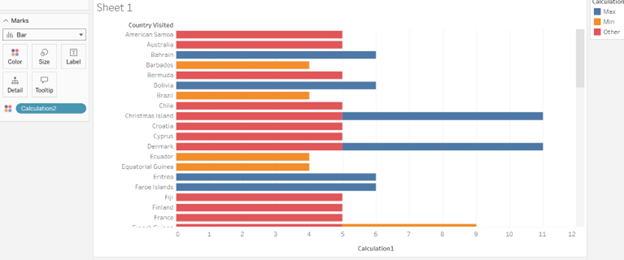 Sheet 1
Marks
Bar
Color
Size
Label
Detail
Tooltip
Calculation2
Country Visited
American Samoa
Australia
Bahrain
Barbados
Bermuda
Bolivia
Brazil
Chile
Christmas Island
Croatia
Cyprus
Denmark
Ecuador
Equatorial Guinea
Eritrea
Faroe Islands
Fiji
Finland
France
0 1 2 3 4 5 6 7 8 9 10 11 12
Calculation1
Max
Min
Other